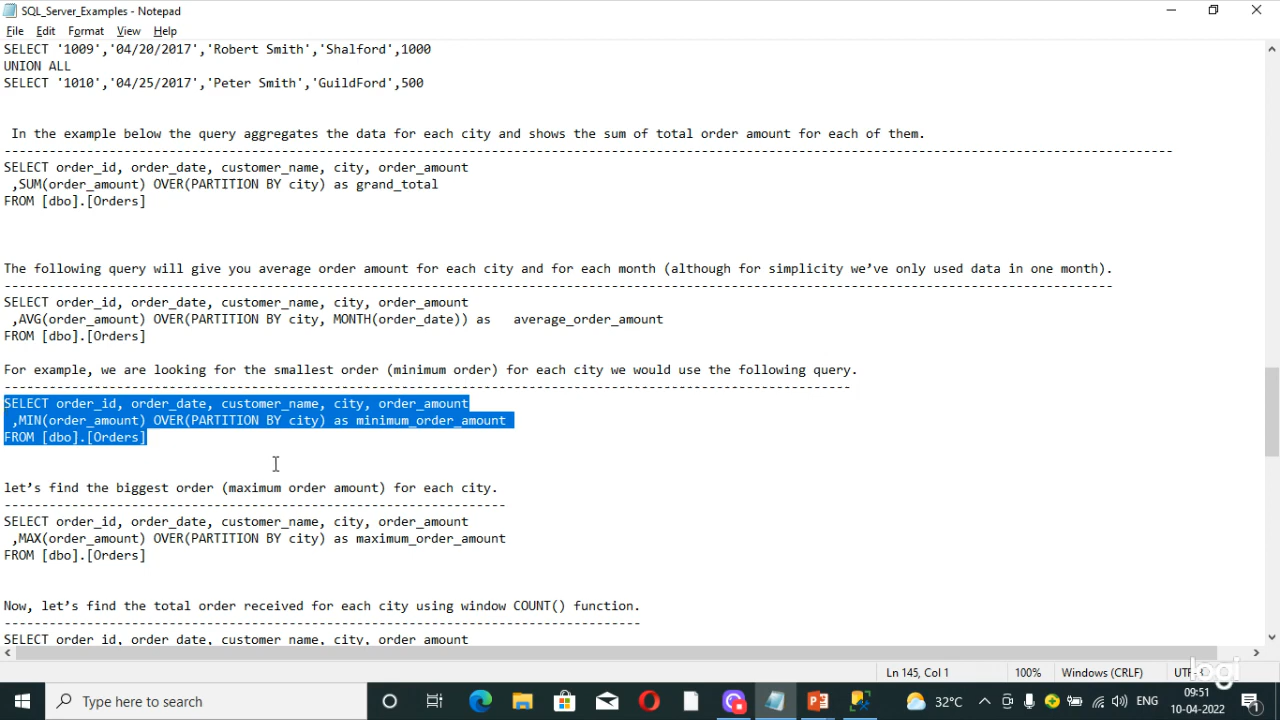 SQL_Server_Examples - Notepad
File Edit Format View Help
SELECT '1009','04/20/2017','Robert Smith','Shalford',1000
UNION ALL
SELECT '1010','04/25/2017','Peter Smith','GuildFord',500
In the example below the query aggregates the data for each city and shows the sum of total order amount for each of them.
------------------------------------------------------------------------------------------------------------------------------------------------------------
SELECT order_id, order_date, customer_name, city, order_amount
,SUM(order_amount) OVER(PARTITION BY city) as grand_total
FROM [dbo].[Orders]
The following query will give you average order amount for each city and for each month (although for simplicity we’ve only used data in one month).
----------------------------------------------------------------------------------------------------------------------------------------------------
SELECT order_id, order_date, customer_name, city, order_amount
,AVG(order_amount) OVER(PARTITION BY city, MONTH(order_date)) as   average_order_amount
FROM [dbo].[Orders]
For example, we are looking for the smallest order (minimum order) for each city we would use the following query.
-----------------------------------------------------------------------------------------------------------------
SELECT order_id, order_date, customer_name, city, order_amount
,MIN(order_amount) OVER(PARTITION BY city) as minimum_order_amount
FROM [dbo].[Orders]
let’s find the biggest order (maximum order amount) for each city.
-------------------------------------------------------------------
SELECT order_id, order_date, customer_name, city, order_amount
,MAX(order_amount) OVER(PARTITION BY city) as maximum_order_amount
FROM [dbo].[Orders]
Now, let’s find the total order received for each city using window COUNT() function.
-------------------------------------------------------------------------------------
SELECT order_id, order_date, customer_name, city, order_amount
Ln 145, Col 1 100% Windows (CRLF) UTF-8
logi
Type here to search 32°C ENG 09:51
10-04-2022